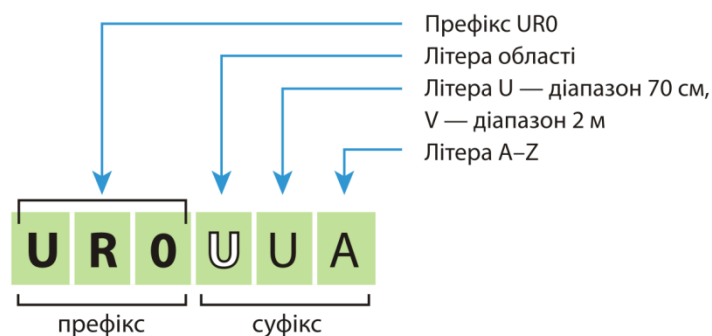 Префікс UR0
Літера області
Літера U — діапазон 70 см,
V — діапазон 2 м
Літера A–Z
U R 0 U U A
префікс суфікс